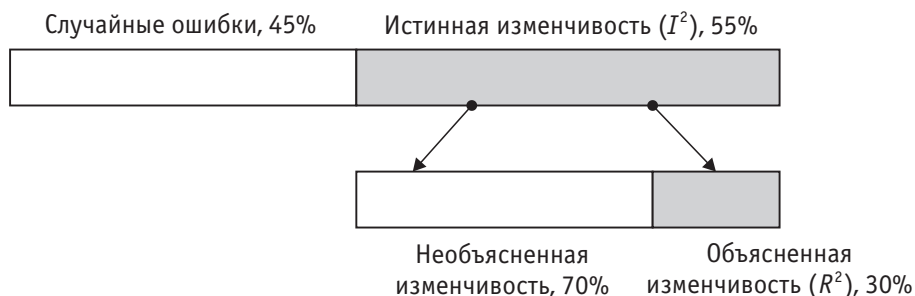 Случайные ошибки, 45% Истинная изменчивость (I²), 55%
Необъясненная изменчивость, 70%
Объясненная изменчивость (R²), 30%